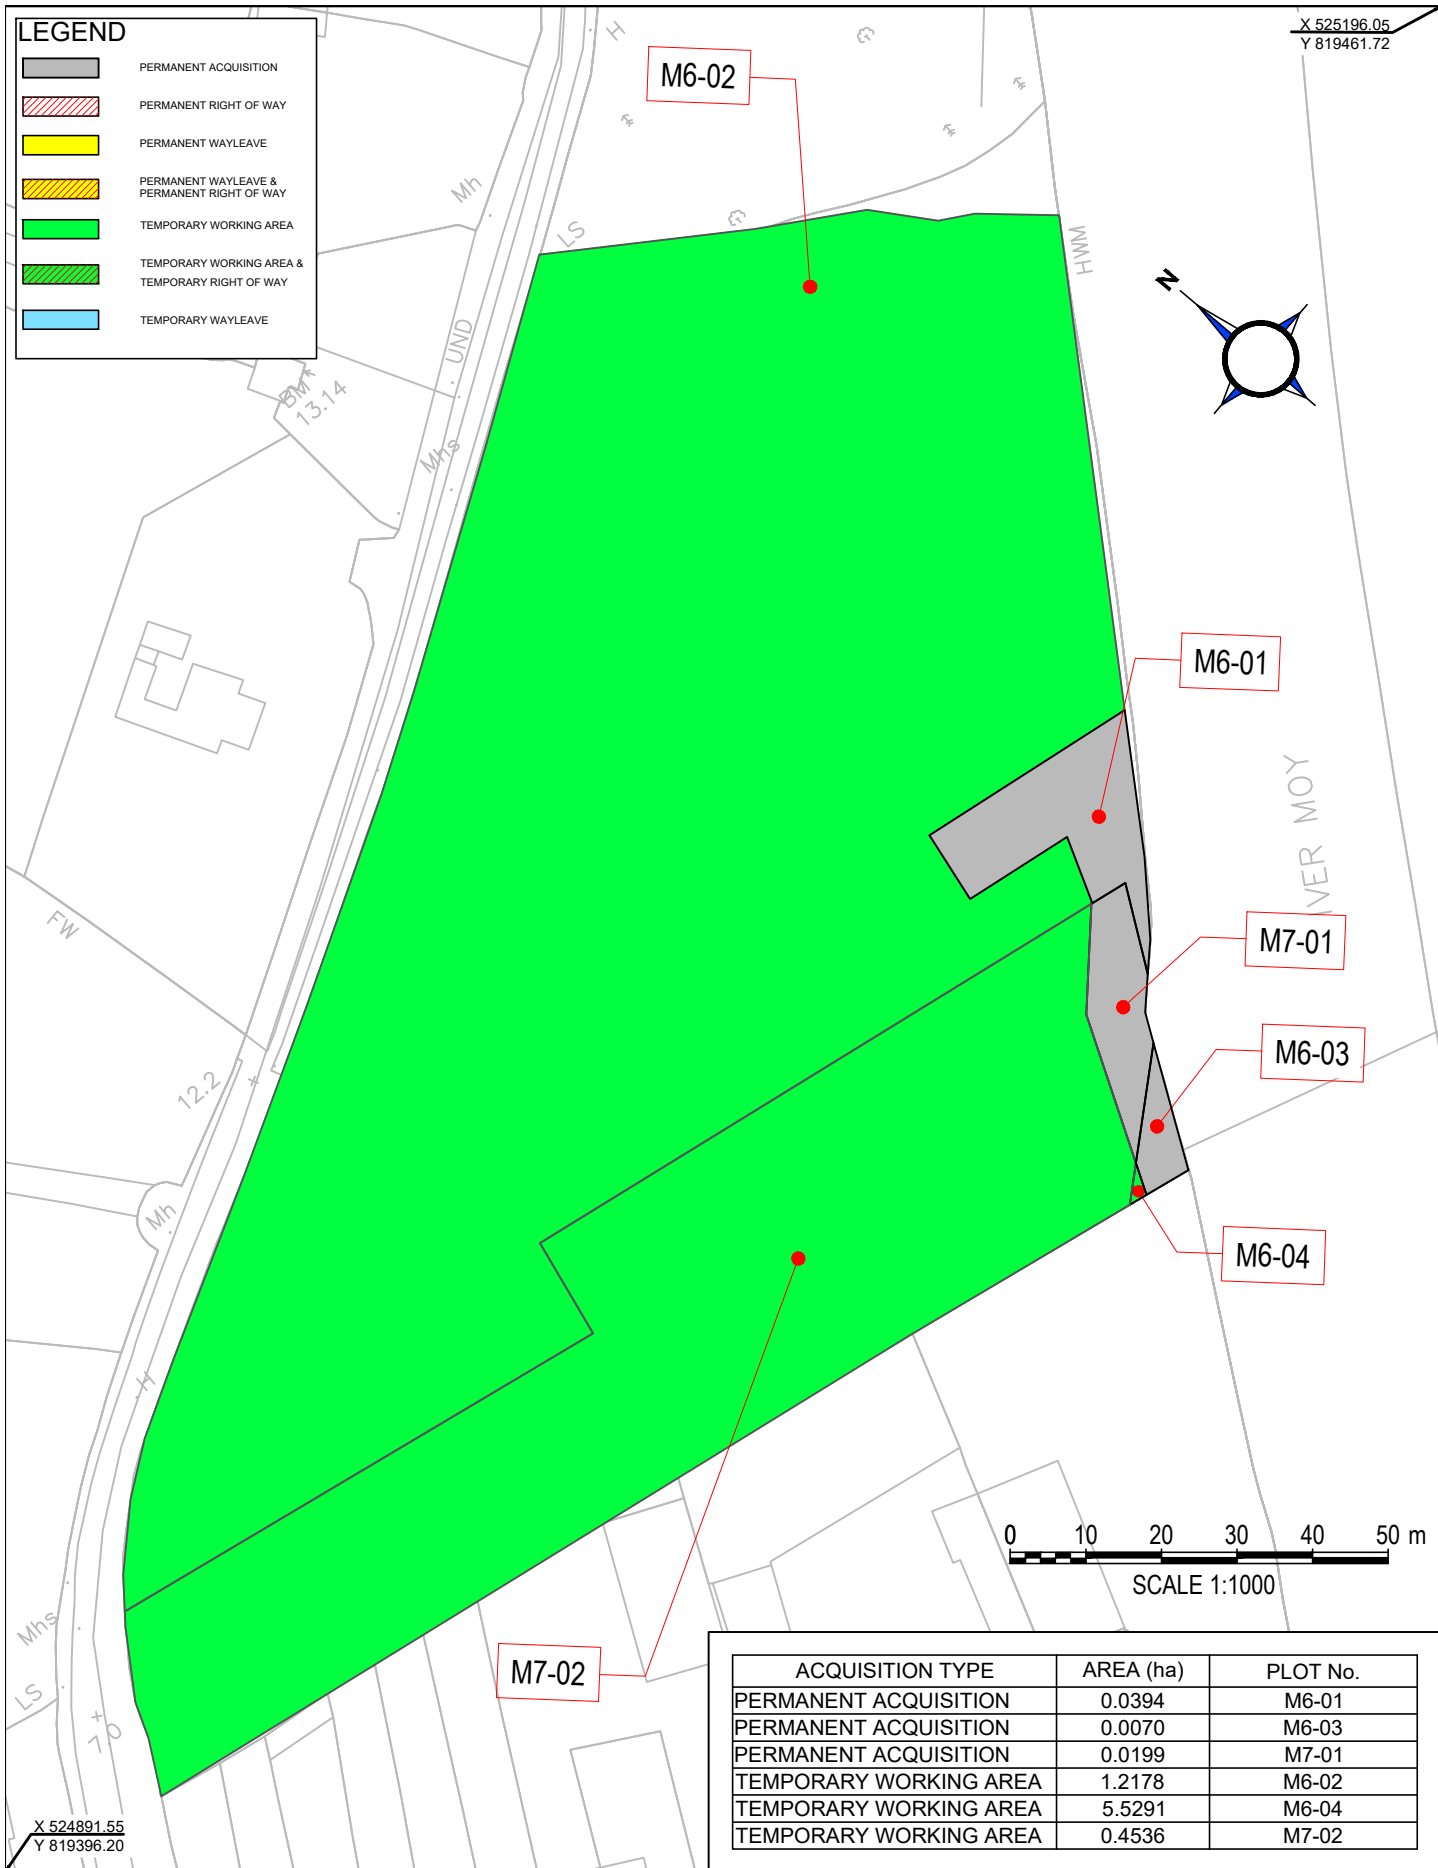 LEGEND
PERMANENT ACQUISITION
PERMANENT RIGHT OF WAY
PERMANENT WAYLEAVE
PERMANENT WAYLEAVE &
PERMANENT RIGHT OF WAY
TEMPORARY WORKING AREA
TEMPORARY WORKING AREA &
TEMPORARY RIGHT OF WAY
TEMPORARY WAYLEAVE
X 525196.05
Y 819461.72
H
M6-02
Mh
LS
HWM
N
UND
BM
13.14
Mhs
M6-01
IVER MOY
FW
M7-01
M6-03
12.2
Mh
M6-04
H
0 10 20 30 40 50 m
SCALE 1:1000
Mhs
M7-02
LS
7.0
ACQUISITION TYPE AREA (ha) PLOT No.
PERMANENT ACQUISITION 0.0394 M6-01
PERMANENT ACQUISITION 0.0070 M6-03
PERMANENT ACQUISITION 0.0199 M7-01
TEMPORARY WORKING AREA 1.2178 M6-02
TEMPORARY WORKING AREA 5.5291 M6-04
TEMPORARY WORKING AREA 0.4536 M7-02
X 524891.55
Y 819396.20